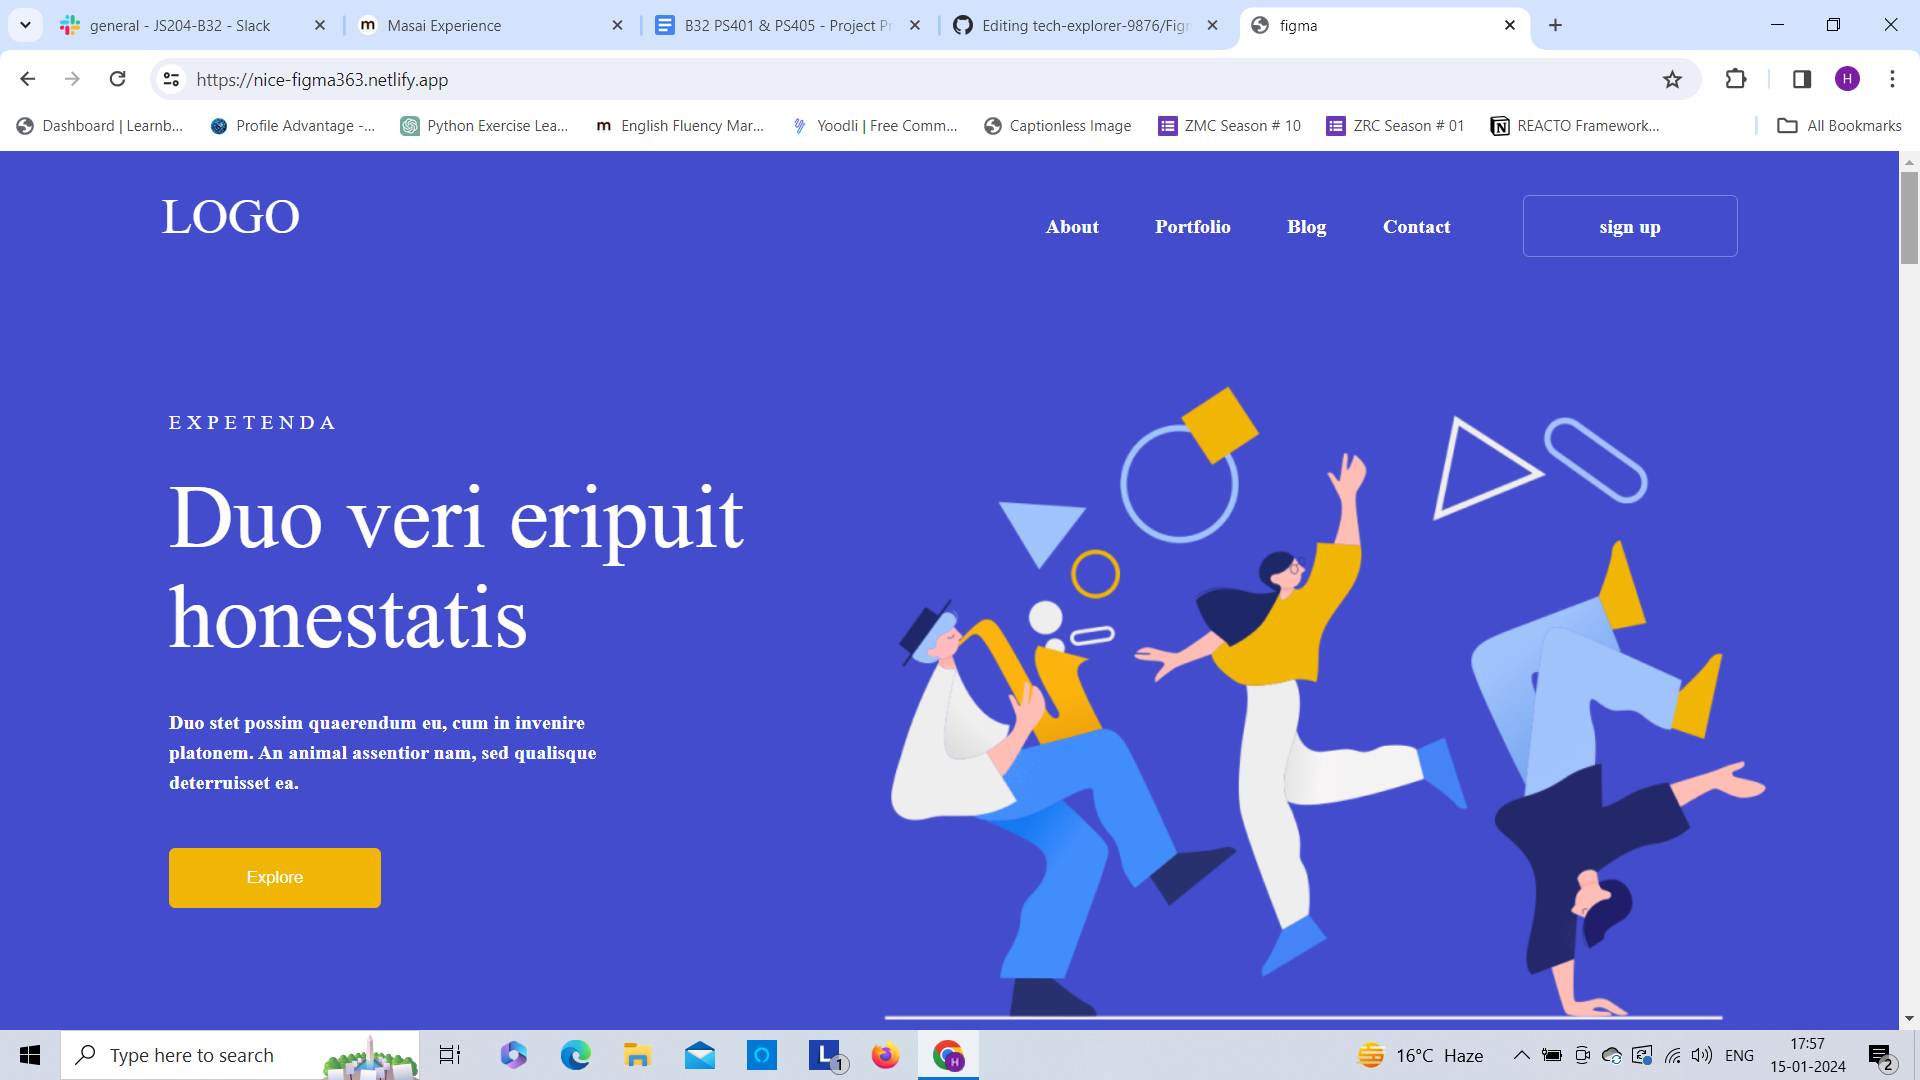 general - JS204-B32 - Slack
Masai Experience
B32 PS401 & PS405 - Project Pr
Editing tech-explorer-9876/Figm
figma
https://nice-figma363.netlify.app
H
Dashboard | Learnb...
Profile Advantage -...
Python Exercise Lea...
m
English Fluency Mar...
Yoodli | Free Comm...
Captionless Image
ZMC Season # 10
ZRC Season # 01
REACTO Framework...
All Bookmarks
LOGO
About
Portfolio
Blog
Contact
sign up
EXPETENDA
Duo veri eripuit
honestatis
Duo stet possim quaerendum eu, cum in invenire
platonem. An animal assentior nam, sed qualisque
deterruisset ea.
Explore
Type here to search
L
1
H
16°C Haze
ENG
17:57
15-01-2024
2